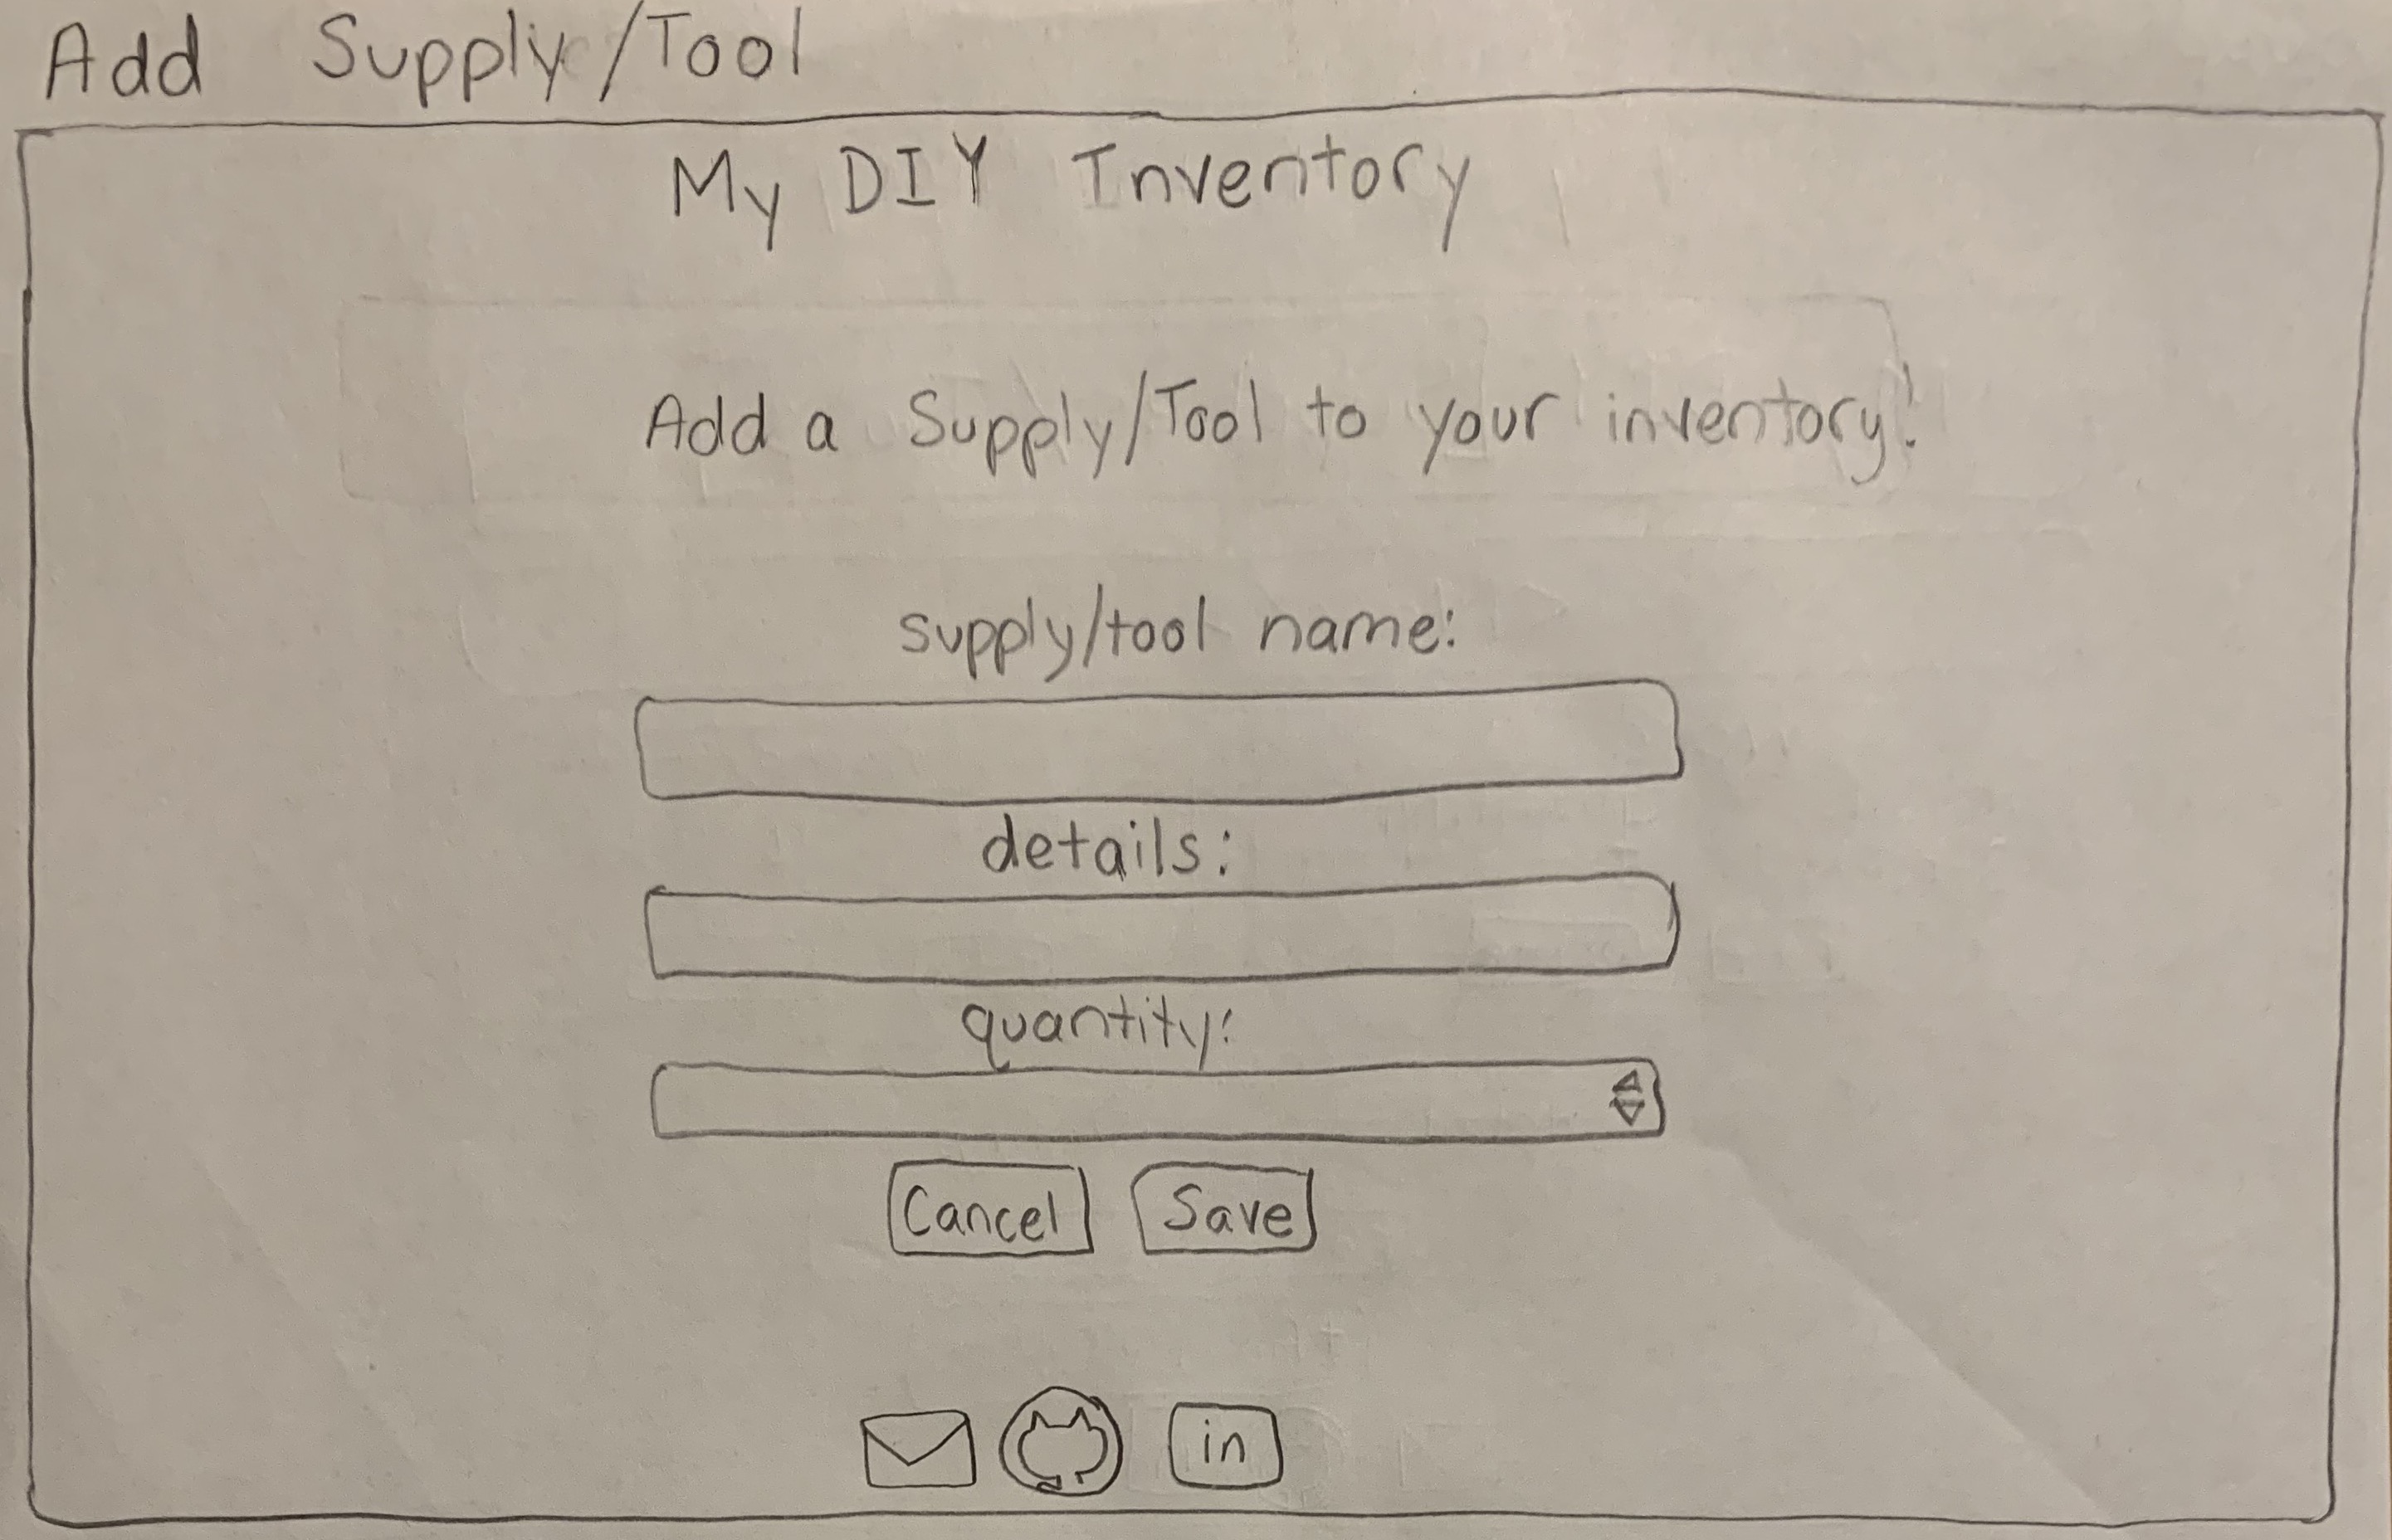 Add Supply/Tool
My DIY Inventory
Add a Supply/Tool to your inventory!
supply/tool name:
details:
quantity:
Cancel Save
in